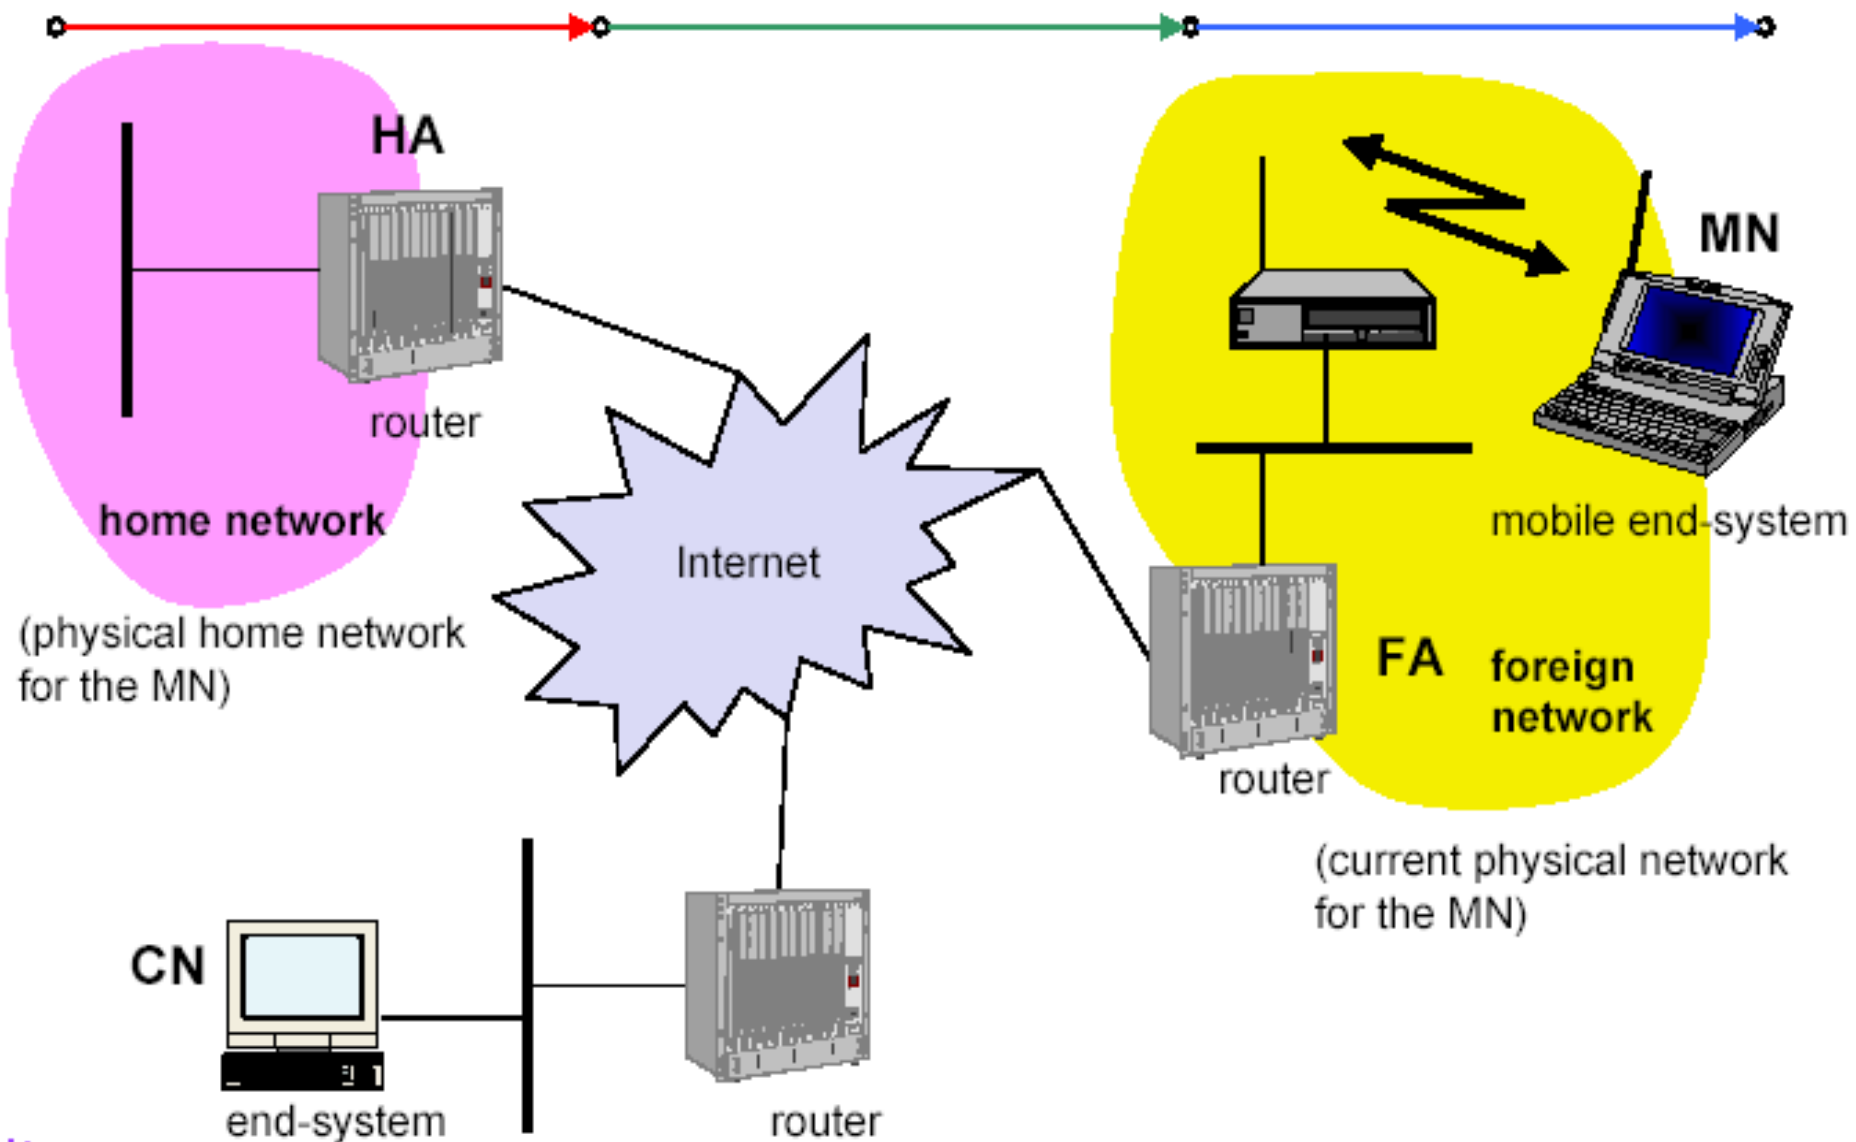 HA
MN
router
home network
Internet
mobile end-system
(physical home network
for the MN)
FA
foreign
network
router
(current physical network
for the MN)
CN
end-system
router